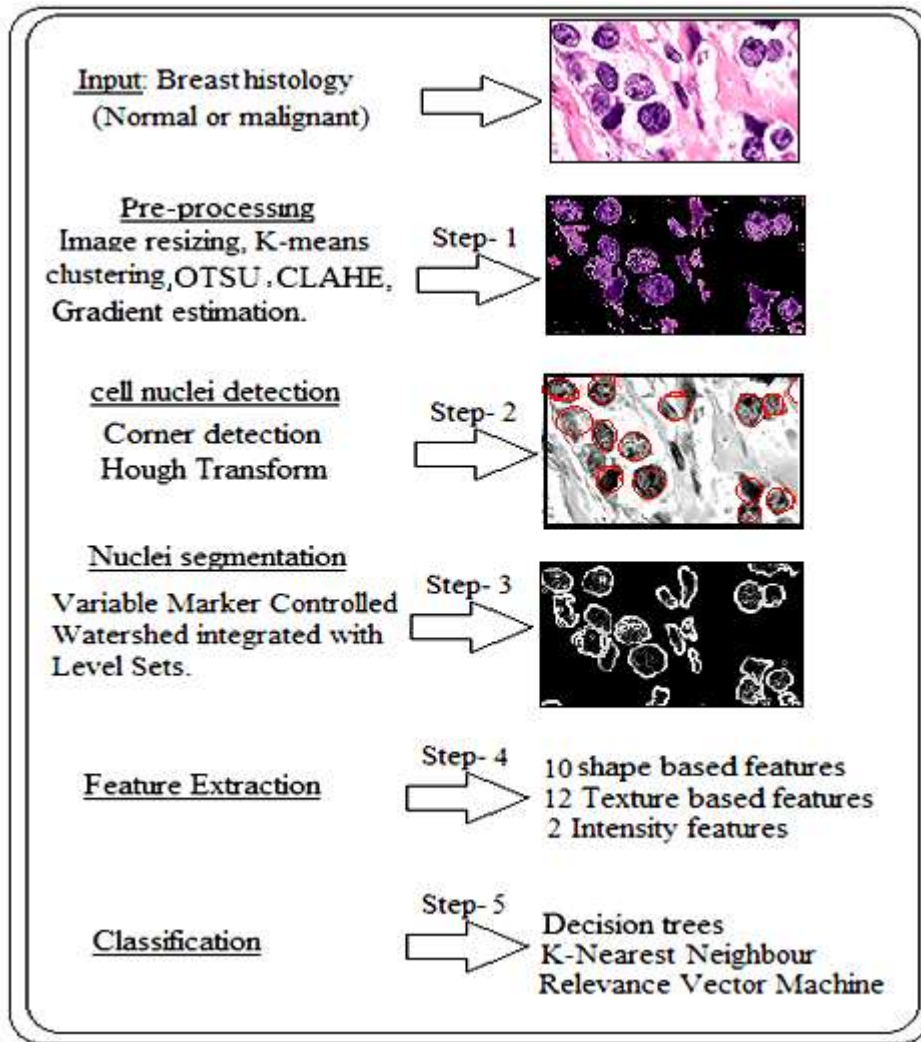 Input: Breast histology
(Normal or malignant)
Pre-processing
Image resizing, K-means
clustering,OTSU,CLAHE,
Gradient estimation.
Step- 1
cell nuclei detection
Corner detection
Hough Transform
Step- 2
Nuclei segmentation
Variable Marker Controlled
Watershed integrated with
Level Sets.
Step- 3
Feature Extraction
Step- 4
10 shape based features
12 Texture based features
2 Intensity features
Classification
Step- 5
Decision trees
K-Nearest Neighbour
Relevance Vector Machine